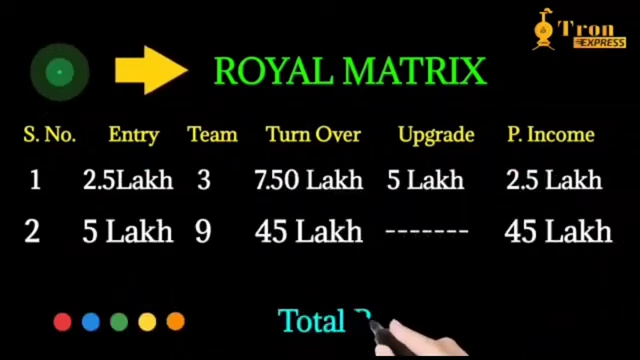 Tron
EXPRESS
ROYAL MATRIX
S. No. Entry Team Turn Over Upgrade P. Income
1 2.5Lakh 3 7.50 Lakh 5 Lakh 2.5 Lakh
2 5 Lakh 9 45 Lakh ------- 45 Lakh
Total